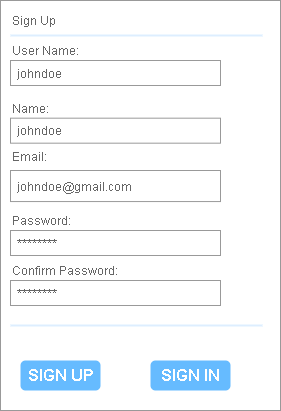 Sign Up
User Name:
johndoe
Name:
johndoe
Email:
johndoe@gmail.com
Password:
********
Confirm Password:
********
SIGN UP SIGN IN